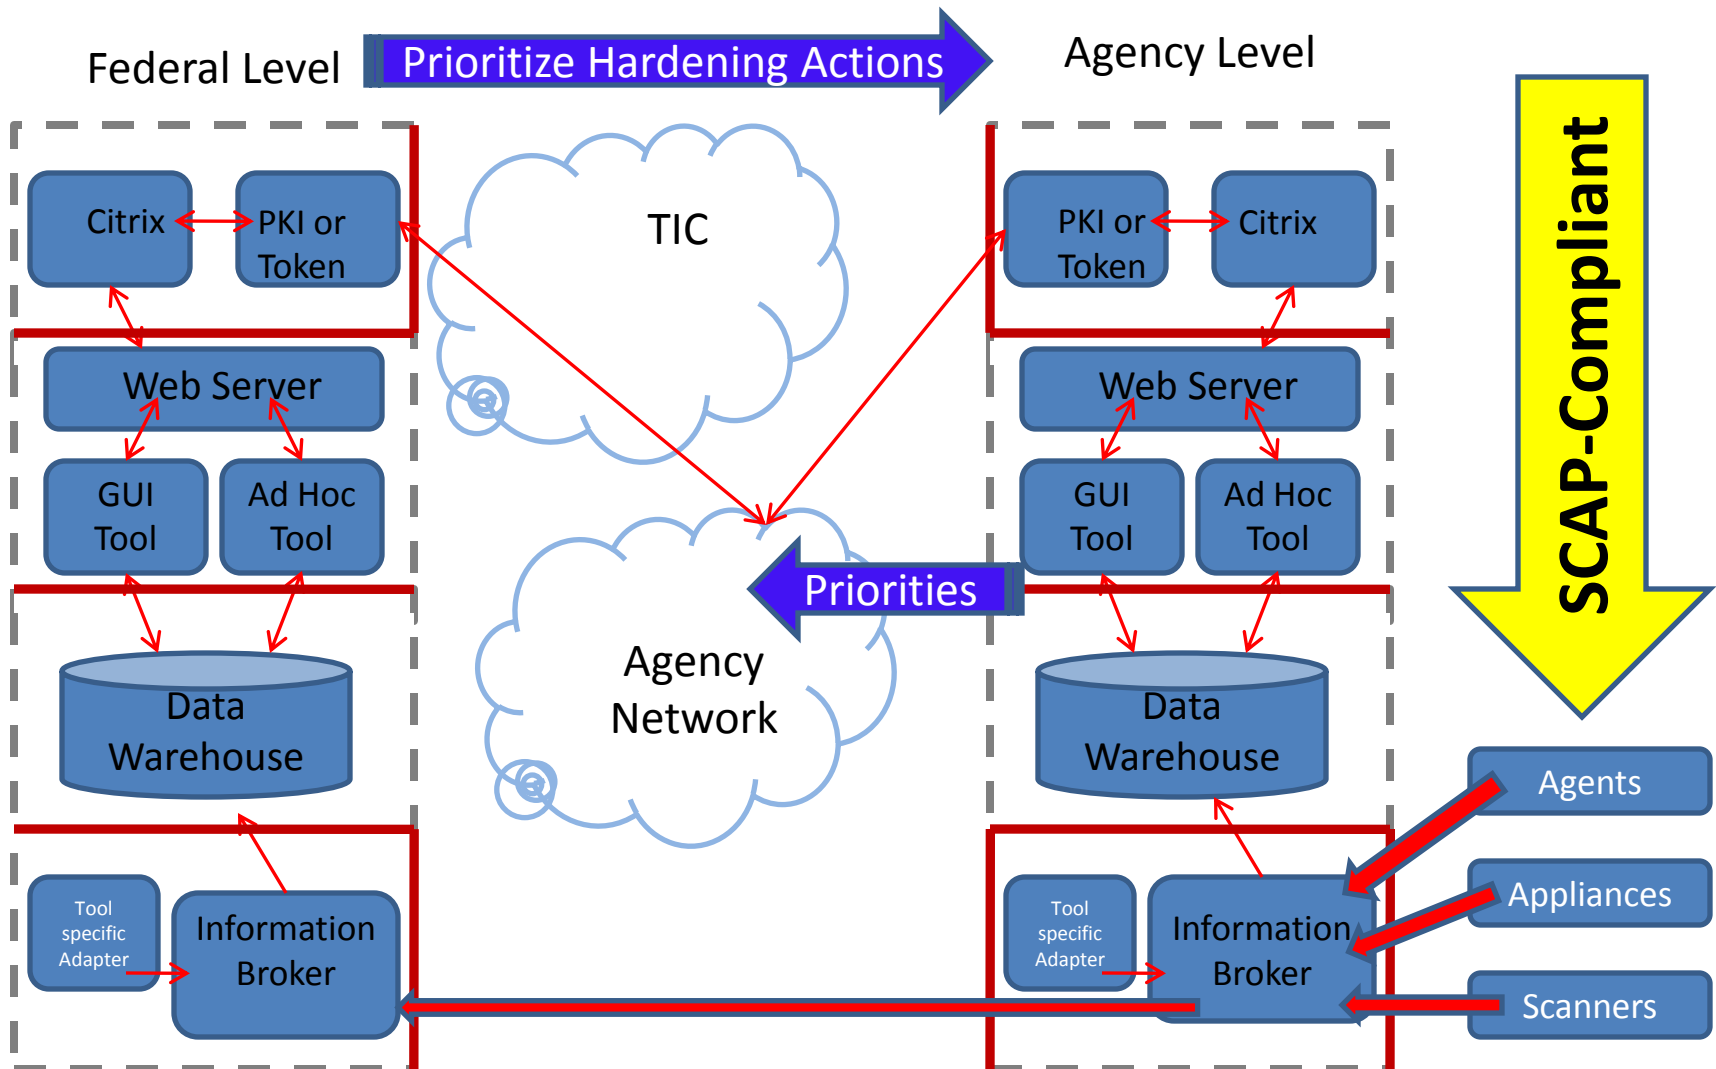 Federal Level
Prioritize Hardening Actions
Agency Level
SCAP-Compliant
Citrix
PKI or
Token
TIC
PKI or
Token
Citrix
Web Server
Web Server
GUI
Tool
Ad Hoc
Tool
GUI
Tool
Ad Hoc
Tool
Priorities
Agency
Network
Data
Warehouse
Data
Warehouse
Agents
Appliances
Scanners
Tool
specific
Adapter
Information
Broker
Tool
specific
Adapter
Information
Broker